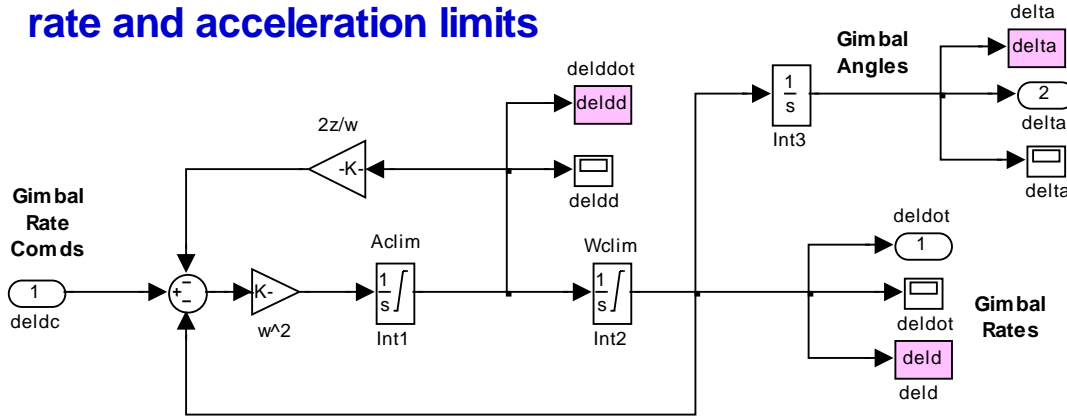 rate and acceleration limits
delta
Gimbal
Angles
delta
delddot
deldd
1
s
2
2z/w
Int3
delta
-K-
deldd
delta
Gimbal
Rate
Comds
deldot
Aclim
Wclim
1
1
+
−
−
K-
1
s
1
s
deldc
w^2
Int1
Int2
deldot
Gimbal
Rates
deld
deld